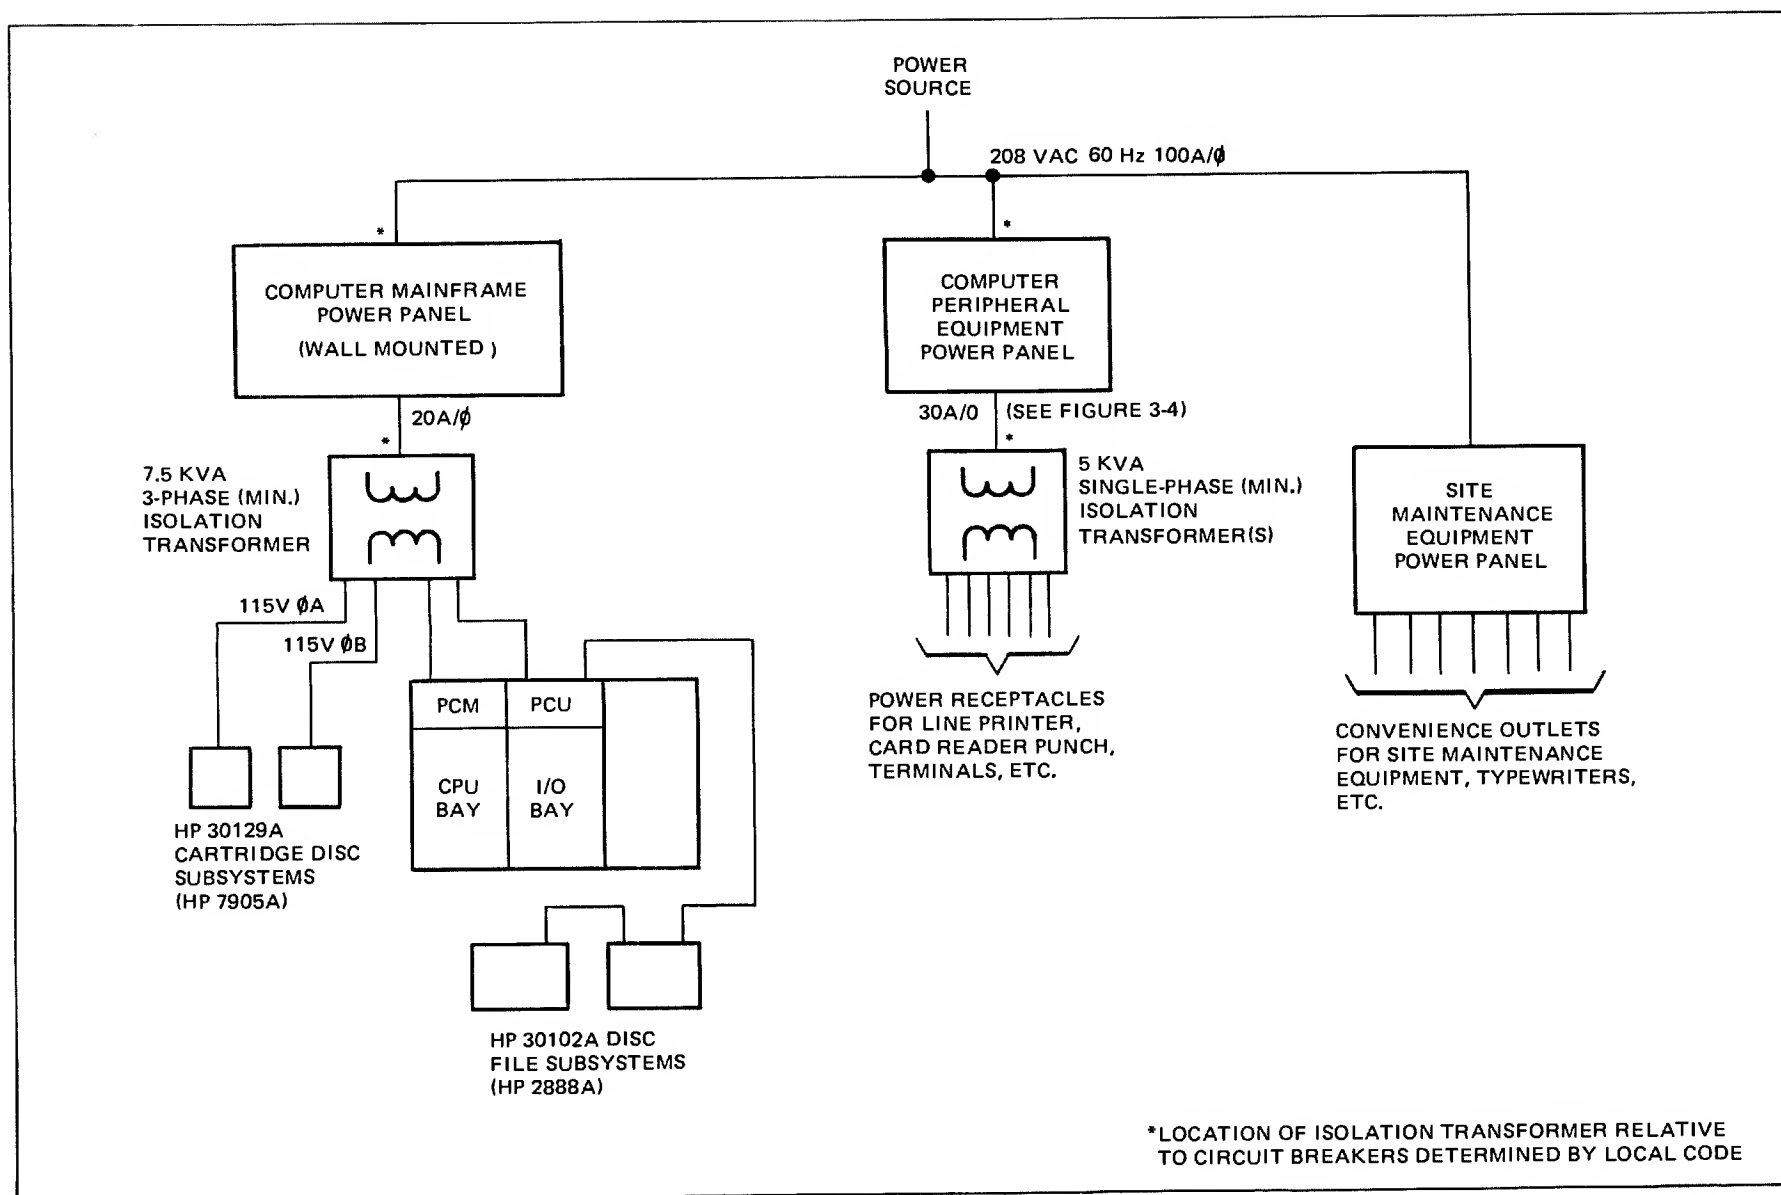 POWER
SOURCE
208 VAC 60 Hz 100A/Ø
*
*
COMPUTER MAINFRAME
POWER PANEL
(WALL MOUNTED )
COMPUTER
PERIPHERAL
EQUIPMENT
POWER PANEL
20A/Ø
*
30A/0 (SEE FIGURE 3-4)
*
7.5 KVA
3-PHASE (MIN.)
ISOLATION
TRANSFORMER
5 KVA
SINGLE-PHASE (MIN.)
ISOLATION
TRANSFORMER(S)
SITE
MAINTENANCE
EQUIPMENT
POWER PANEL
115V ØA
115V ØB
PCM
PCU
CPU
BAY
I/O
BAY
POWER RECEPTACLES
FOR LINE PRINTER,
CARD READER PUNCH,
TERMINALS, ETC.
CONVENIENCE OUTLETS
FOR SITE MAINTENANCE
EQUIPMENT, TYPEWRITERS,
ETC.
HP 30129A
CARTRIDGE DISC
SUBSYSTEMS
(HP 7905A)
HP 30102A DISC
FILE SUBSYSTEMS
(HP 2888A)
*LOCATION OF ISOLATION TRANSFORMER RELATIVE
TO CIRCUIT BREAKERS DETERMINED BY LOCAL CODE